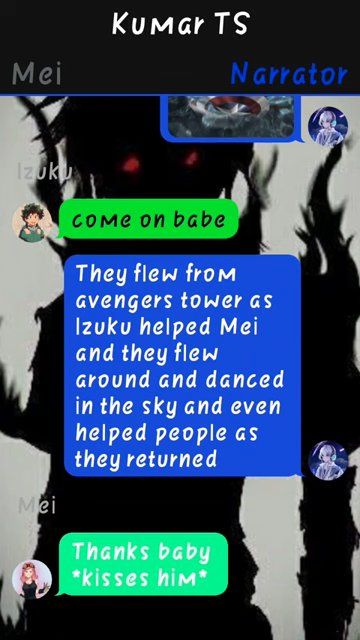 Kumar TS
Mei
Narrator
Izuku
come on babe
They flew from
avengers tower as
Izuku helped Mei
and they flew
around and danced
in the sky and even
helped people as
they returned
Mei
Thanks baby
*kisses him*